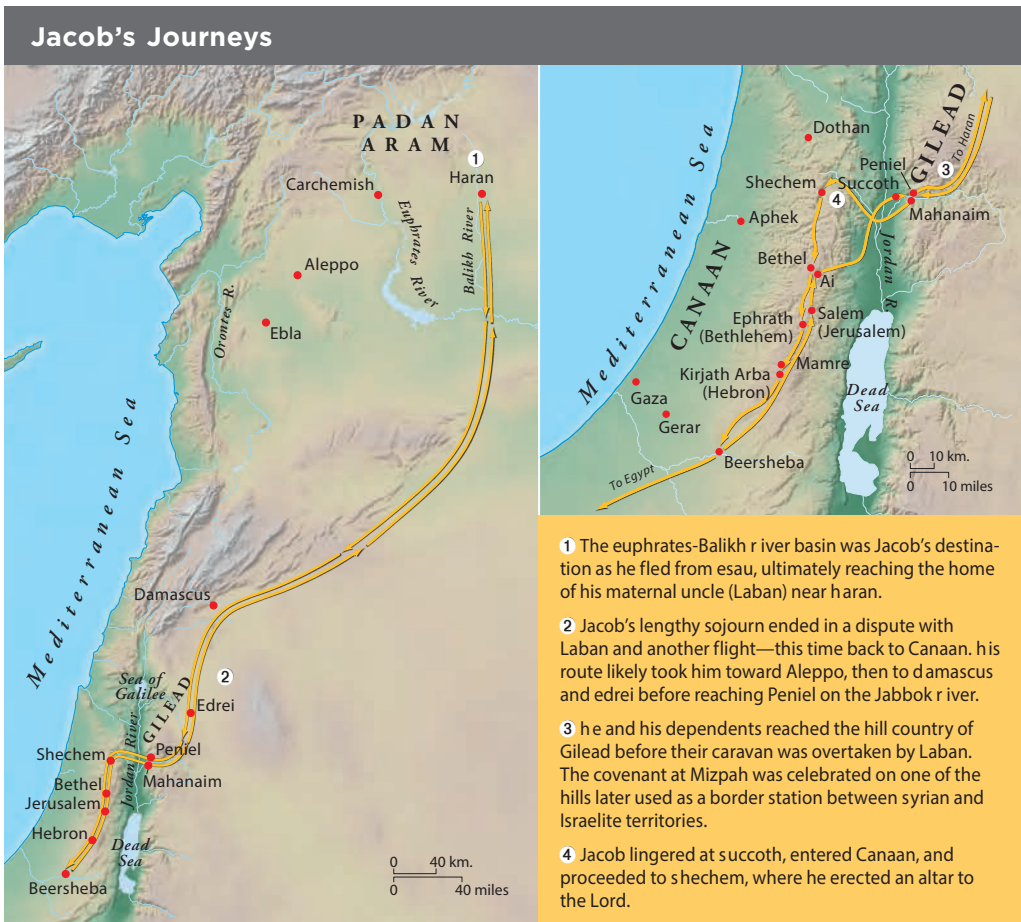 Jacob's Journeys
PADAN
ARAM
1
Haran
Carchemish
Euphrates River
Balikh River
Aleppo
Orontes R.
Ebla
Mediterranean Sea
Damascus
2
Sea of
Galilee
GILEAD
Edrei
Jordan River
Shechem
Peniel
Mahanaim
Bethel
Jerusalem
Hebron
Dead
Sea
Beersheba
0 40 km.
0 40 miles
Mediterranean Sea
Dothan
GILEAD
To Haran
Peniel
3
Shechem
Succoth
4
Mahanaim
Aphek
Jordan R.
CANAAN
Bethel
Ai
Salem
(Jerusalem)
Ephrath
(Bethlehem)
Mamre
Kirjath Arba
(Hebron)
Gaza
Dead
Sea
Gerar
Beersheba
To Egypt
0 10 km.
0 10 miles
1 The euphrates-Balikh r iver basin was Jacob's destina-
tion as he fled from esau, ultimately reaching the home
of his maternal uncle (Laban) near h aran.
2 Jacob's lengthy sojourn ended in a dispute with
Laban and another flight—this time back to Canaan. h is
route likely took him toward Aleppo, then to d amascus
and edrei before reaching Peniel on the Jabbok r iver.
3 h e and his dependents reached the hill country of
Gilead before their caravan was overtaken by Laban.
The covenant at Mizpah was celebrated on one of the
hills later used as a border station between s yrian and
Israelite territories.
4 Jacob lingered at s uccoth, entered Canaan, and
proceeded to s hechem, where he erected an altar to
the Lord.